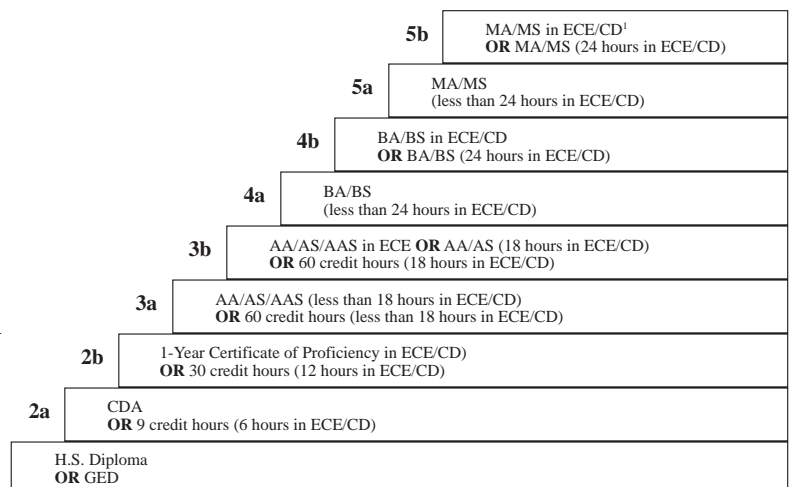 5b
MA/MS in ECE/CD¹
OR MA/MS (24 hours in ECE/CD)
5a
MA/MS
(less than 24 hours in ECE/CD)
4b
BA/BS in ECE/CD
OR BA/BS (24 hours in ECE/CD)
4a
BA/BS
(less than 24 hours in ECE/CD)
3b
AA/AS/AAS in ECE OR AA/AS (18 hours in ECE/CD)
OR 60 credit hours (18 hours in ECE/CD)
3a
AA/AS/AAS (less than 18 hours in ECE/CD)
OR 60 credit hours (less than 18 hours in ECE/CD)
2b
1-Year Certificate of Proficiency in ECE/CD)
OR 30 credit hours (12 hours in ECE/CD)
2a
CDA
OR 9 credit hours (6 hours in ECE/CD)
H.S. Diploma
OR GED